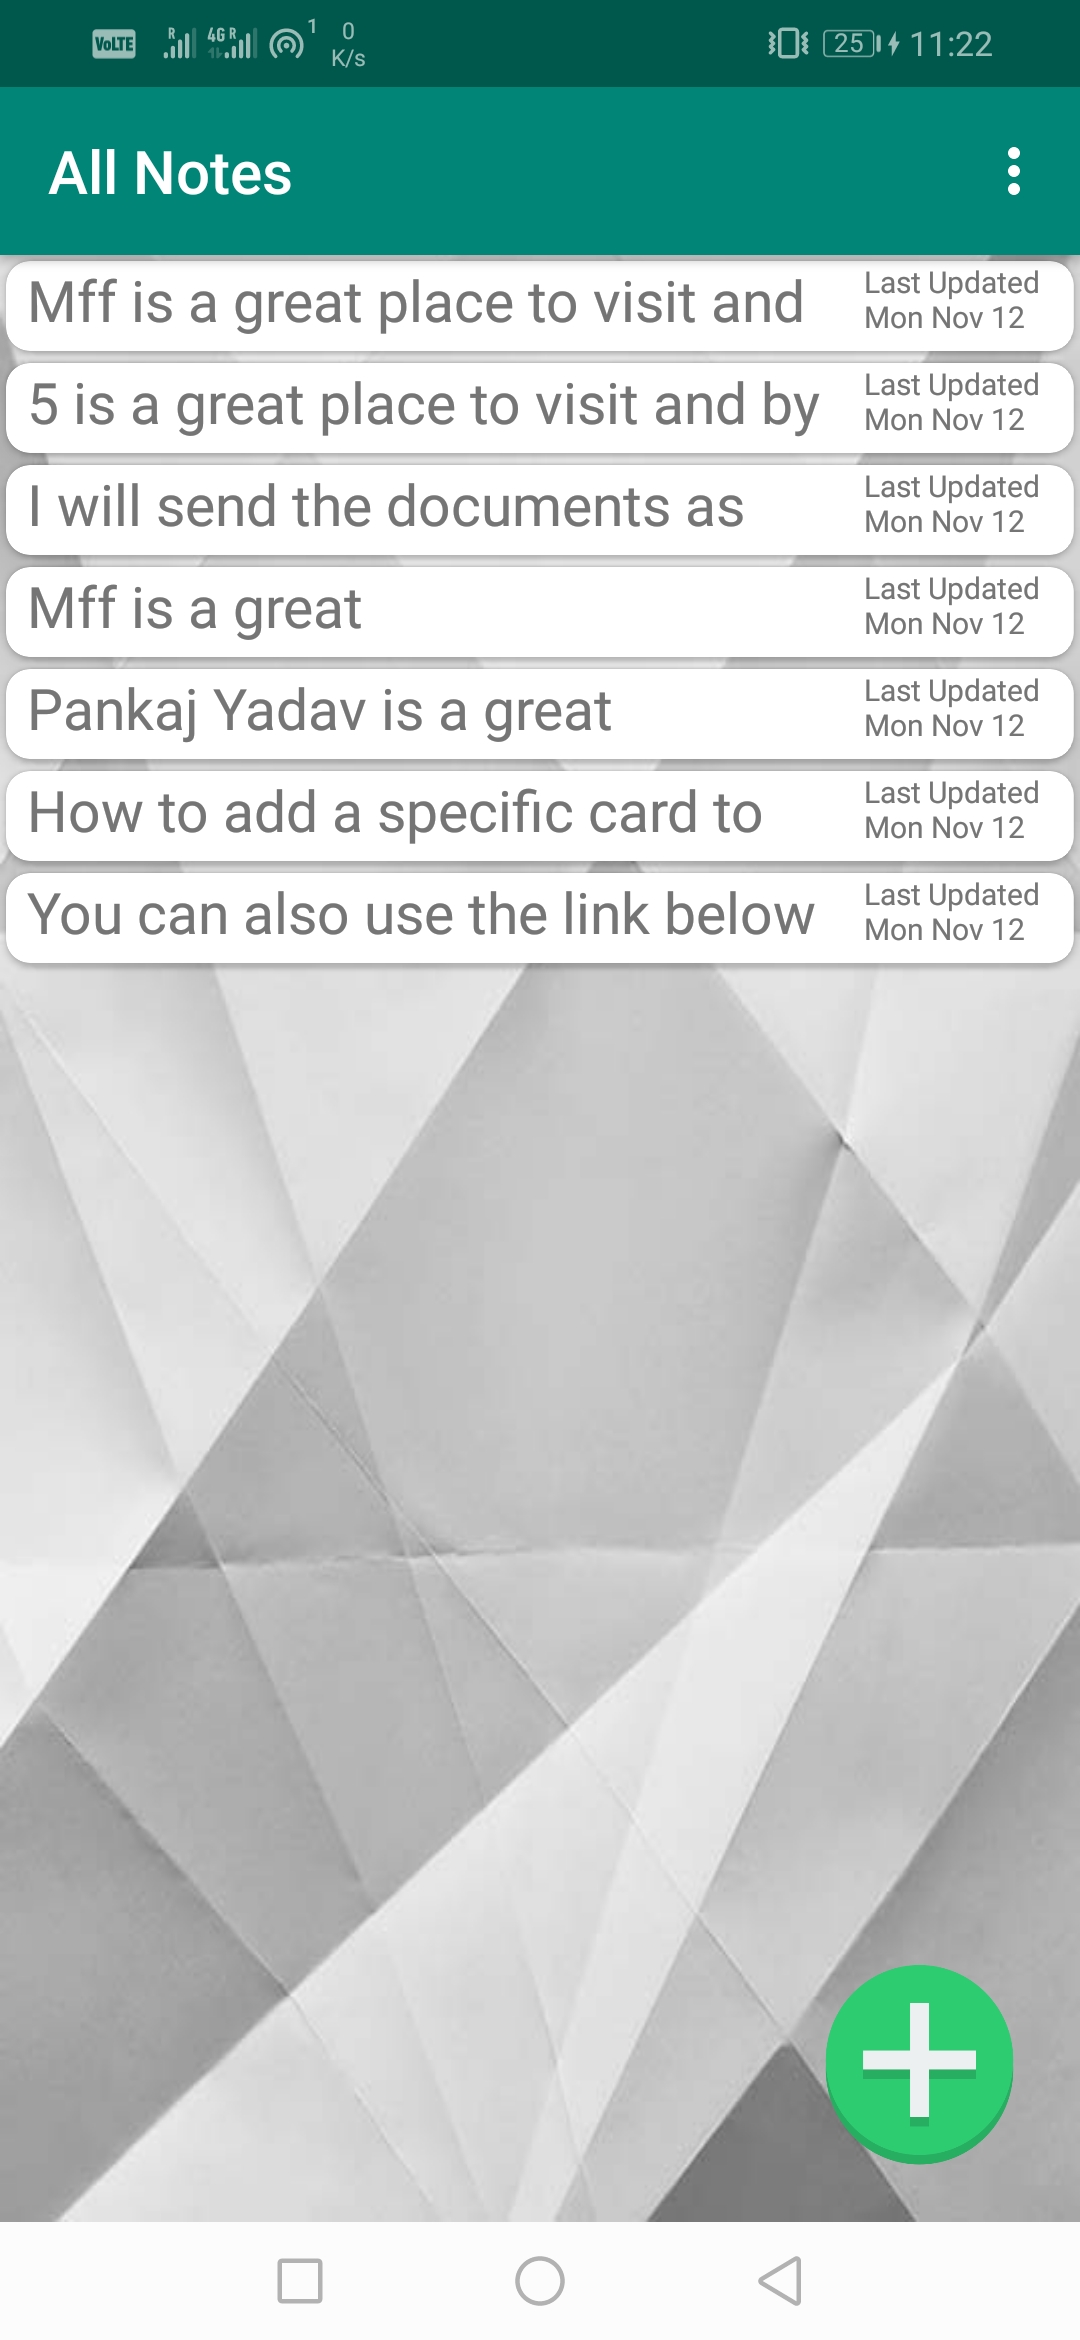 VoLTE R 4G R 1 0 K/s 25 11:22
All Notes
Mff is a great place to visit and
Last Updated
Mon Nov 12
5 is a great place to visit and by
Last Updated
Mon Nov 12
I will send the documents as
Last Updated
Mon Nov 12
Mff is a great
Last Updated
Mon Nov 12
Pankaj Yadav is a great
Last Updated
Mon Nov 12
How to add a specific card to
Last Updated
Mon Nov 12
You can also use the link below
Last Updated
Mon Nov 12